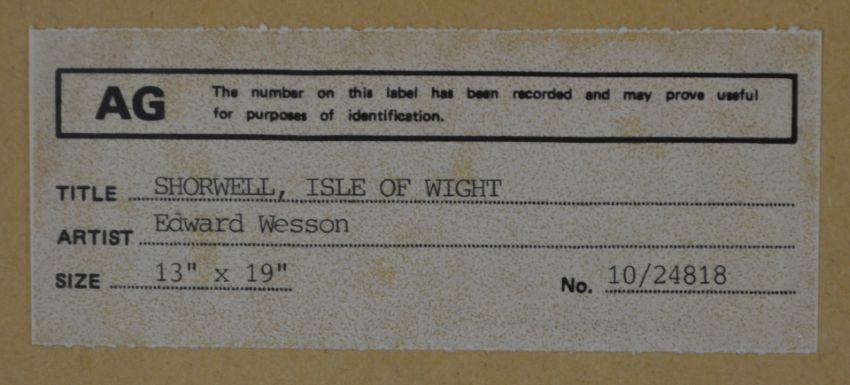 AG
The number on this label has been recorded and may prove useful
for purposes of identification.
TITLE SHORWELL, ISLE OF WIGHT
ARTIST Edward Wesson
SIZE 13" x 19" No. 10/24818